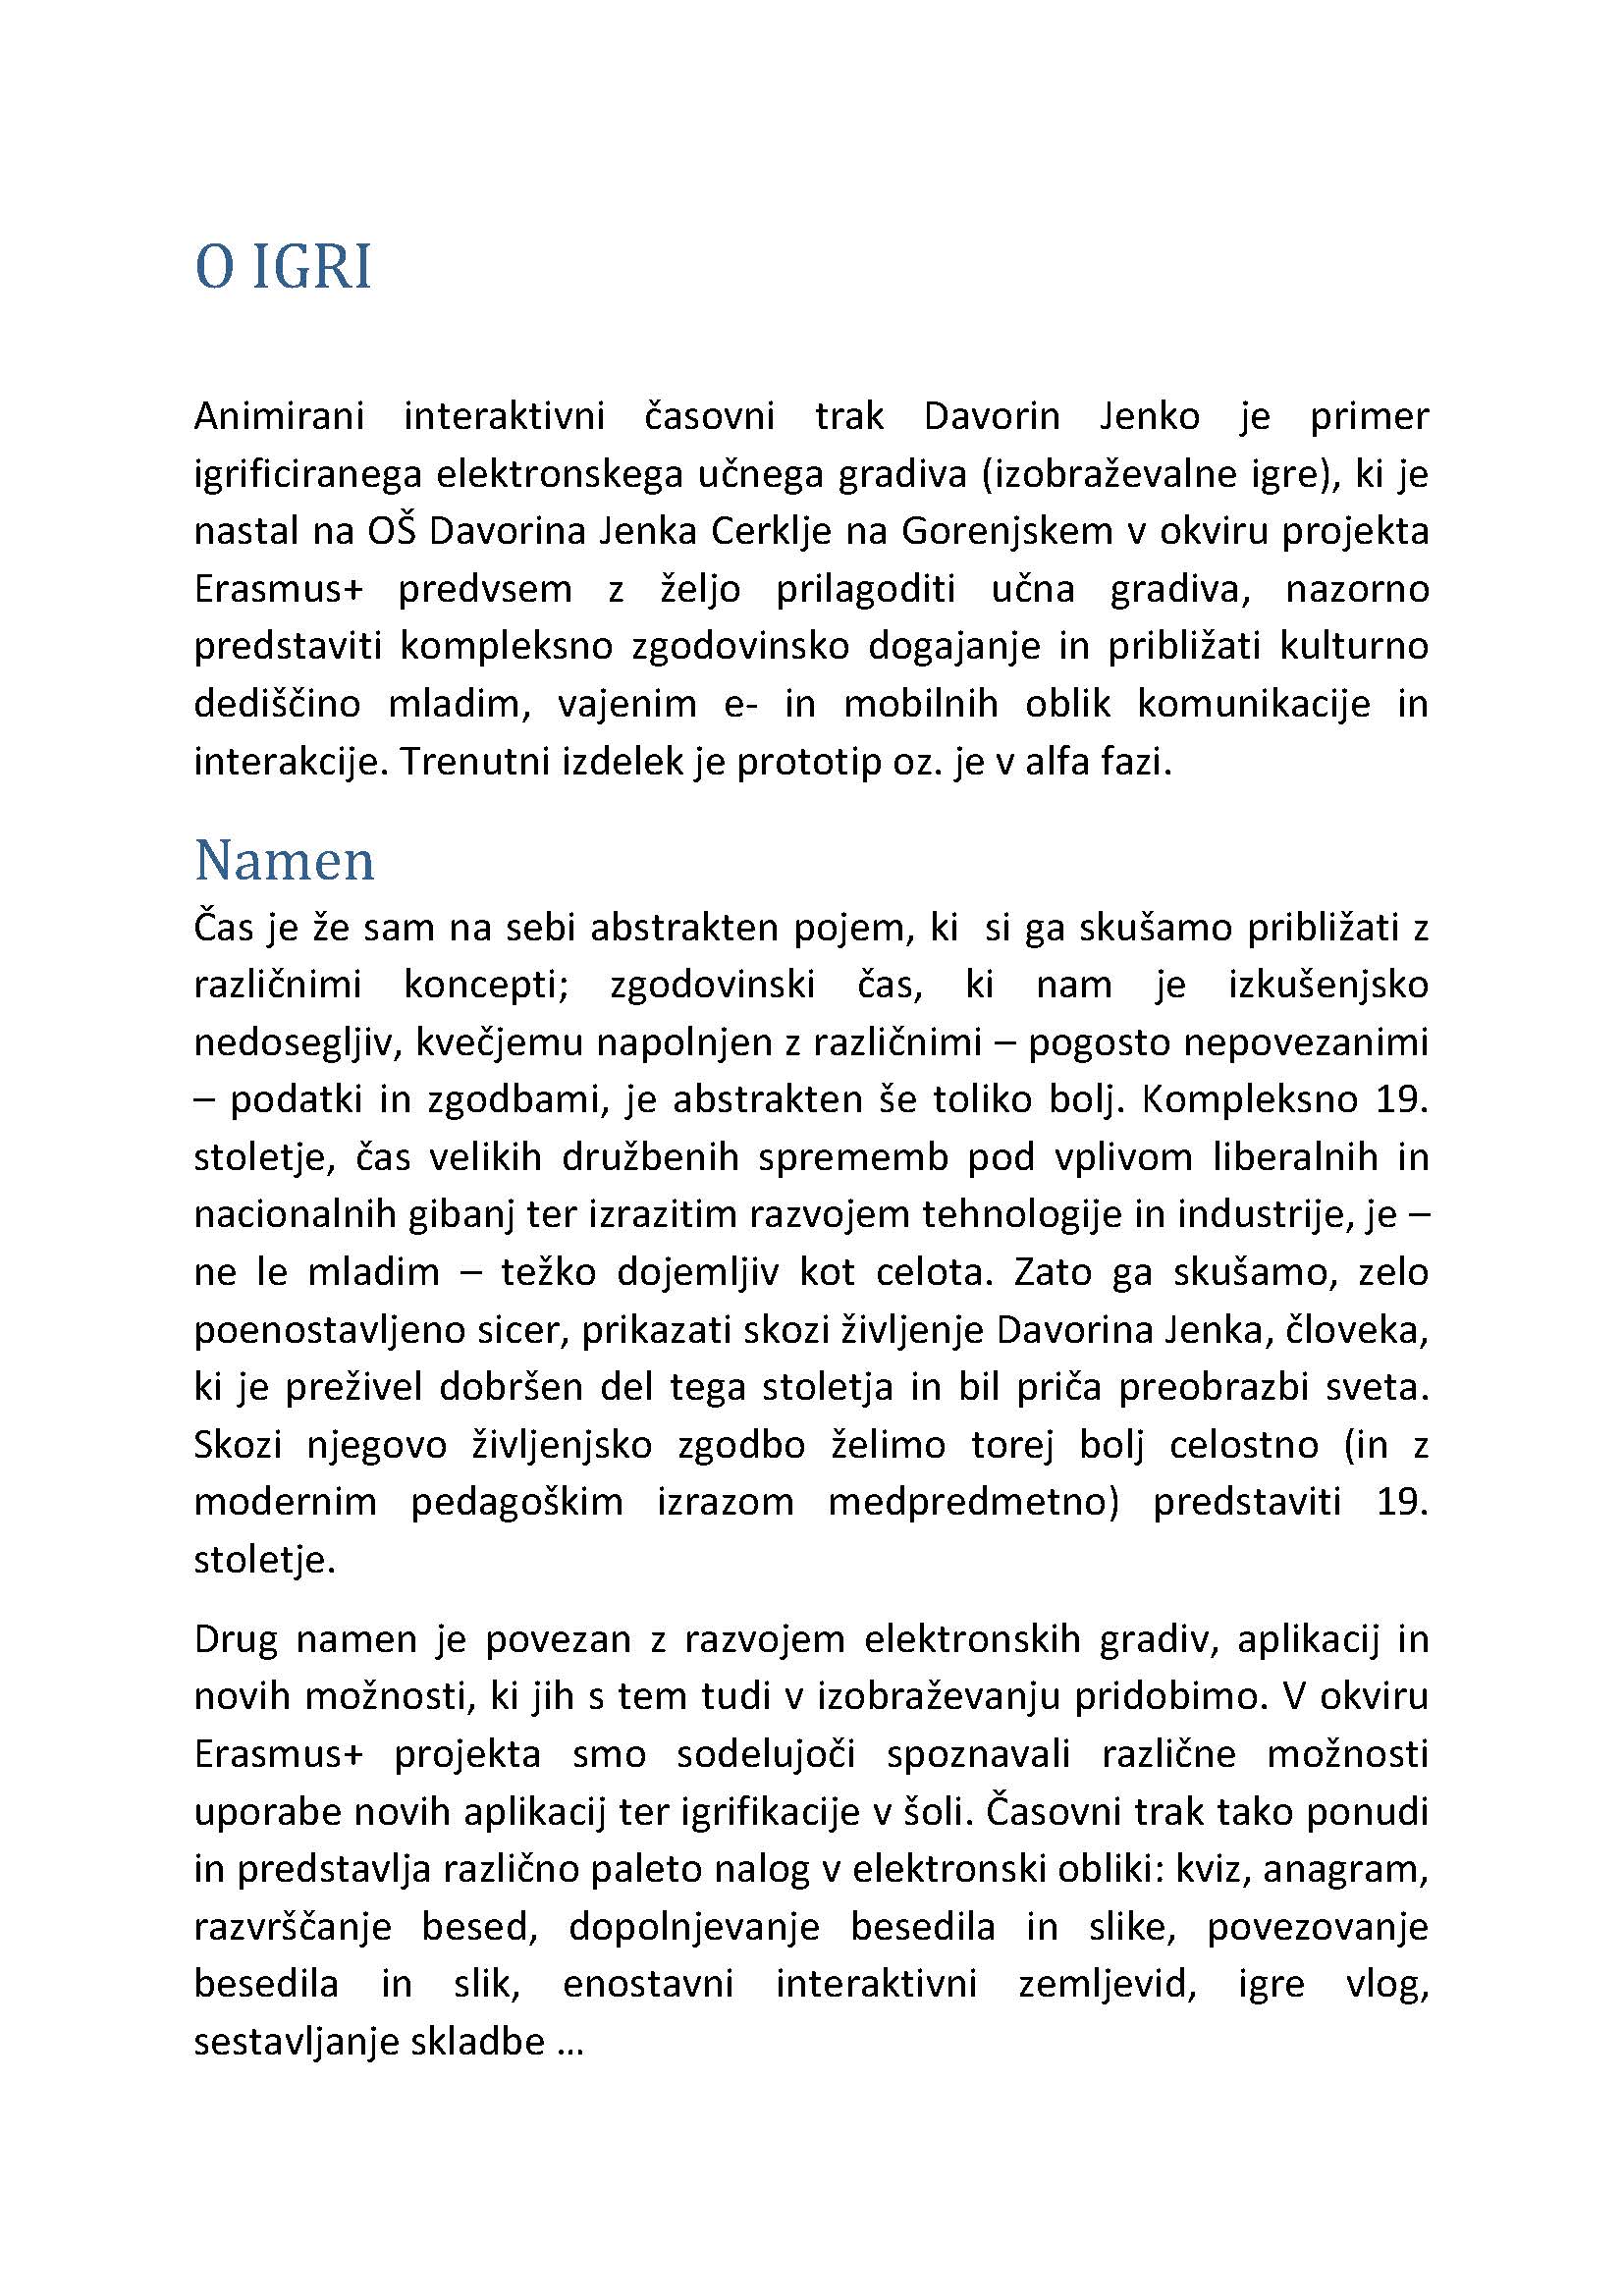 O IGRI
Animirani interaktivni časovni trak Davorin Jenko je primer
igrificiranega elektronskega učnega gradiva (izobraževalne igre), ki je
nastal na OŠ Davorina Jenka Cerklje na Gorenjskem v okviru projekta
Erasmus+ predvsem z željo prilagoditi učna gradiva, nazorno
predstaviti kompleksno zgodovinsko dogajanje in približati kulturno
dediščino mladim, vajenim e- in mobilnih oblik komunikacije in
interakcije. Trenutni izdelek je prototip oz. je v alfa fazi.
Namen
Čas je že sam na sebi abstrakten pojem, ki  si ga skušamo približati z
različnimi koncepti; zgodovinski čas, ki nam je izkušenjsko
nedosegljiv, kvečjemu napolnjen z različnimi – pogosto nepovezanimi
– podatki in zgodbami, je abstrakten še toliko bolj. Kompleksno 19.
stoletje, čas velikih družbenih sprememb pod vplivom liberalnih in
nacionalnih gibanj ter izrazitim razvojem tehnologije in industrije, je –
ne le mladim – težko dojemljiv kot celota. Zato ga skušamo, zelo
poenostavljeno sicer, prikazati skozi življenje Davorina Jenka, človeka,
ki je preživel dobršen del tega stoletja in bil priča preobrazbi sveta.
Skozi njegovo življenjsko zgodbo želimo torej bolj celostno (in z
modernim pedagoškim izrazom medpredmetno) predstaviti 19.
stoletje.
Drug namen je povezan z razvojem elektronskih gradiv, aplikacij in
novih možnosti, ki jih s tem tudi v izobraževanju pridobimo. V okviru
Erasmus+ projekta smo sodelujoči spoznavali različne možnosti
uporabe novih aplikacij ter igrifikacije v šoli. Časovni trak tako ponudi
in predstavlja različno paleto nalog v elektronski obliki: kviz, anagram,
razvrščanje besed, dopolnjevanje besedila in slike, povezovanje
besedila in slik, enostavni interaktivni zemljevid, igre vlog,
sestavljanje skladbe …